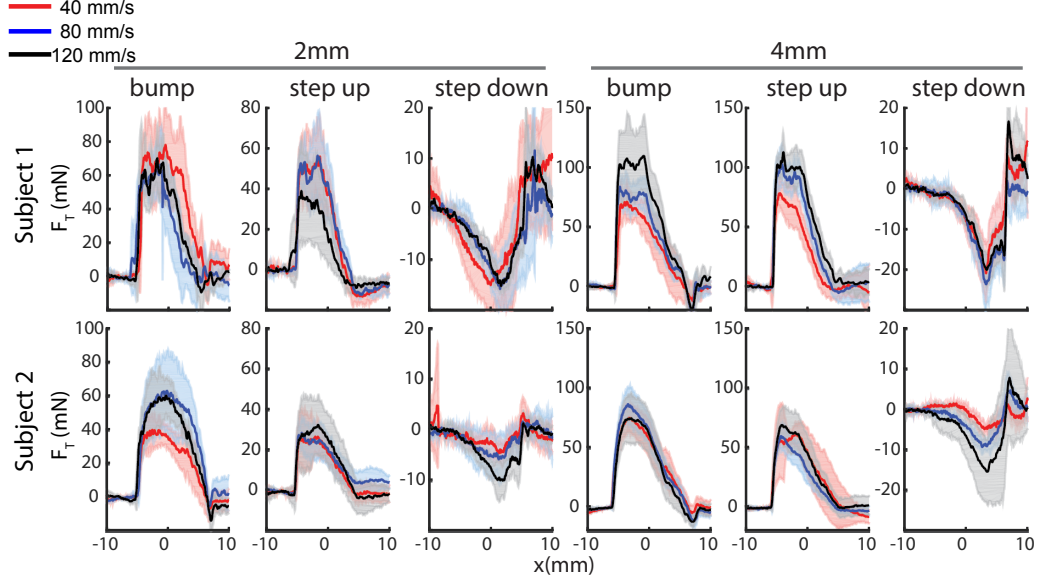 40 mm/s
80 mm/s
120 mm/s
2mm 4mm
bump step up step down bump step up step down
Subject 1
F_T (mN)
100 80 60 40 20 0
80 60 40 20 0
20 10 0 -10
150 100 50 0
150 100 50 0
20 10 0 -10 -20
Subject 2
F_T (mN)
100 80 60 40 20 0
80 60 40 20 0
20 10 0 -10
150 100 50 0
150 100 50 0
20 10 0 -10 -20
-10 0 10 -10 0 10 -10 0 10 -10 0 10 -10 0 10 -10 0 10
x(mm)